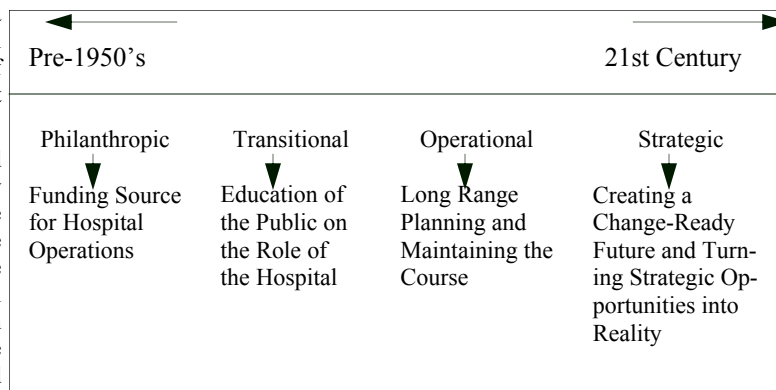 Pre-1950's
21st Century
Philanthropic
Funding Source
for Hospital
Operations
Transitional
Education of
the Public on
the Role of
the Hospital
Operational
Long Range
Planning and
Maintaining the
Course
Strategic
Creating a
Change-Ready
Future and Turn-
ing Strategic Op-
portunities into
Reality